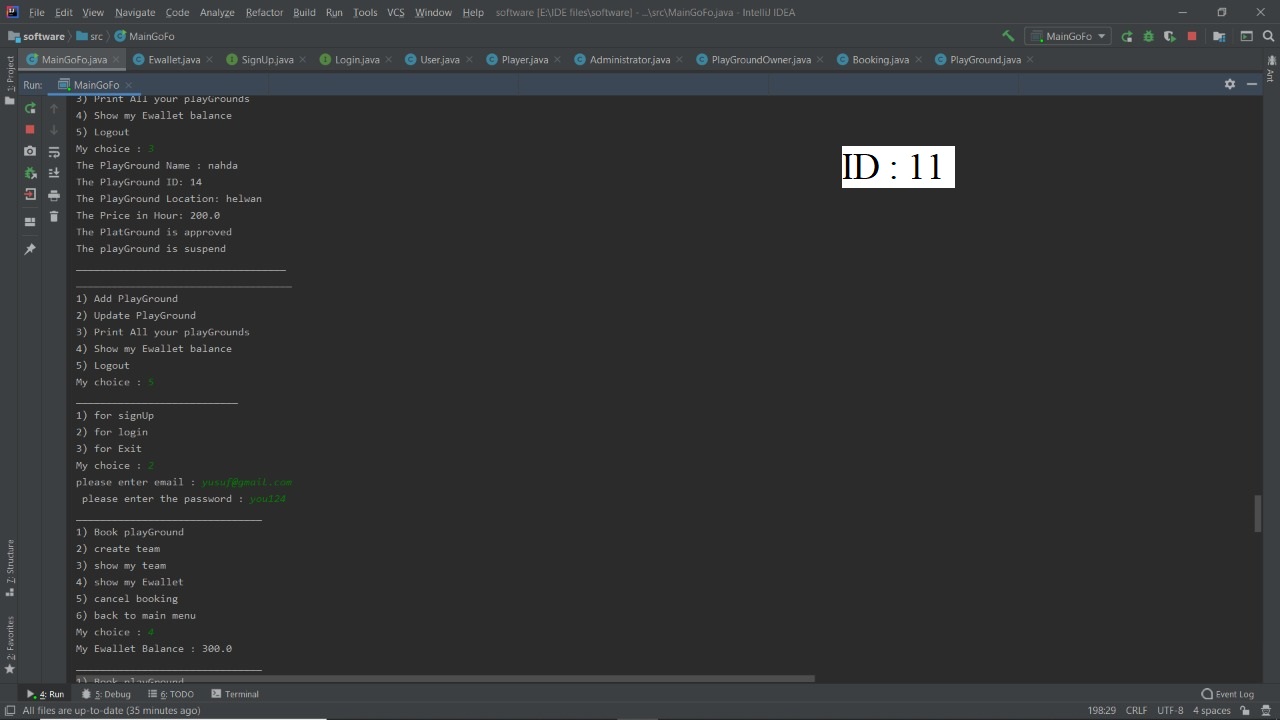 File Edit View Navigate Code Analyze Refactor Build Run Tools VCS Window Help software [E:\IDE files\software] - ...\src\MainGoFo.java - IntelliJ IDEA
software src MainGoFo MainGoFo
MainGoFo.java Ewallet.java SignUp.java Login.java User.java Player.java Administrator.java PlayGroundOwner.java Booking.java PlayGround.java
Run: MainGoFo
1: Project
Ant
3) Print All your playGrounds
4) Show my Ewallet balance
5) Logout
My choice : 3
The PlayGround Name : nahda
The PlayGround ID: 14
The PlayGround Location: helwan
The Price in Hour: 200.0
The PlatGround is approved
The playGround is suspend
ID : 11
1) Add PlayGround
2) Update PlayGround
3) Print All your playGrounds
4) Show my Ewallet balance
5) Logout
My choice : 5
1) for signUp
2) for login
3) for Exit
My choice : 2
please enter email : yusuf@gmail.com
please enter the password : you124
1) Book playGround
2) create team
3) show my team
4) show my Ewallet
5) cancel booking
6) back to main menu
My choice : 4
My Ewallet Balance : 300.0
1) Book playGround
7: Structure
2: Favorites
4: Run 5: Debug 6: TODO Terminal Event Log
All files are up-to-date (35 minutes ago) 198:29 CRLF UTF-8 4 spaces